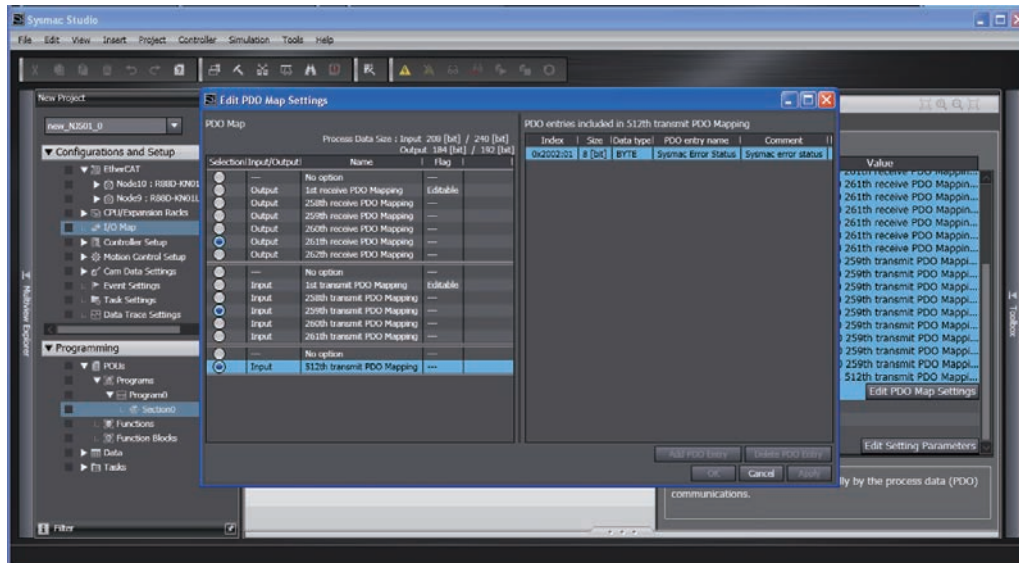 Sysmac Studio
File Edit View Insert Project Controller Simulation Tools Help
New Project
new_NJ501_0
Configurations and Setup
EtherCAT
Node10 : R88D-KN01
Node9 : R88D-KN01L
CPU/Expansion Racks
I/O Map
Controller Setup
Motion Control Setup
Cam Data Settings
Event Settings
Task Settings
Data Trace Settings
Programming
POUs
Programs
Program0
Section0
Functions
Function Blocks
Data
Tasks
Filter
Multiview Explorer
Edit PDO Map Settings
PDO Map
Process Data Size : Input 208 [bit] / 240 [bit]
Output 184 [bit] / 192 [bit]
Selection Input/Output Name Flag
--- No option ---
Output 1st receive PDO Mapping Editable
Output 258th receive PDO Mapping ---
Output 259th receive PDO Mapping ---
Output 260th receive PDO Mapping ---
Output 261th receive PDO Mapping ---
Output 262th receive PDO Mapping ---
--- No option ---
Input 1st transmit PDO Mapping Editable
Input 258th transmit PDO Mapping ---
Input 259th transmit PDO Mapping ---
Input 260th transmit PDO Mapping ---
Input 261th transmit PDO Mapping ---
--- No option ---
Input 512th transmit PDO Mapping ---
PDO entries included in 512th transmit PDO Mapping
Index Size Data type PDO entry name Comment
0x2002:01 8 [bit] BYTE Sysmac Error Status Sysmac error status
Add PDO Entry Delete PDO Entry
OK Cancel Apply
Value
261th receive PDO Mappin...
261th receive PDO Mappin...
261th receive PDO Mappin...
261th receive PDO Mappin...
261th receive PDO Mappin...
261th receive PDO Mappin...
261th receive PDO Mappin...
259th transmit PDO Mappi...
259th transmit PDO Mappi...
259th transmit PDO Mappi...
259th transmit PDO Mappi...
259th transmit PDO Mappi...
259th transmit PDO Mappi...
259th transmit PDO Mappi...
259th transmit PDO Mappi...
259th transmit PDO Mappi...
512th transmit PDO Mappi...
Edit PDO Map Settings
Edit Setting Parameters
lly by the process data (PDO)
communications.
Toolbox